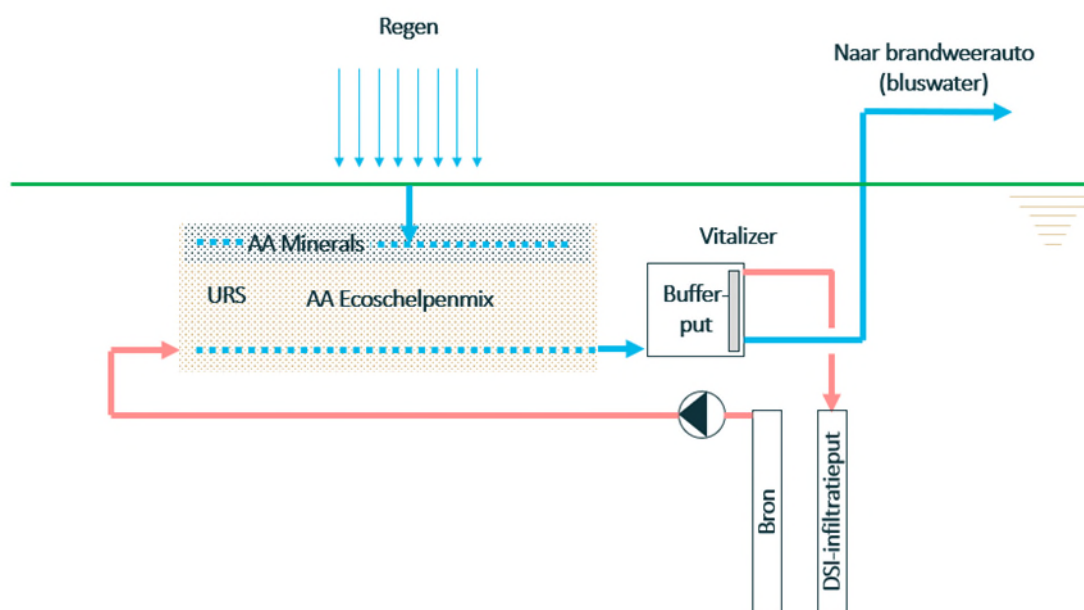 Regen
Naar brandweerauto
(bluswater)
AA Minerals
Vitalizer
URS
AA Ecoschelpenmix
Buffer-
put
Bron
DSI-infiltratieput